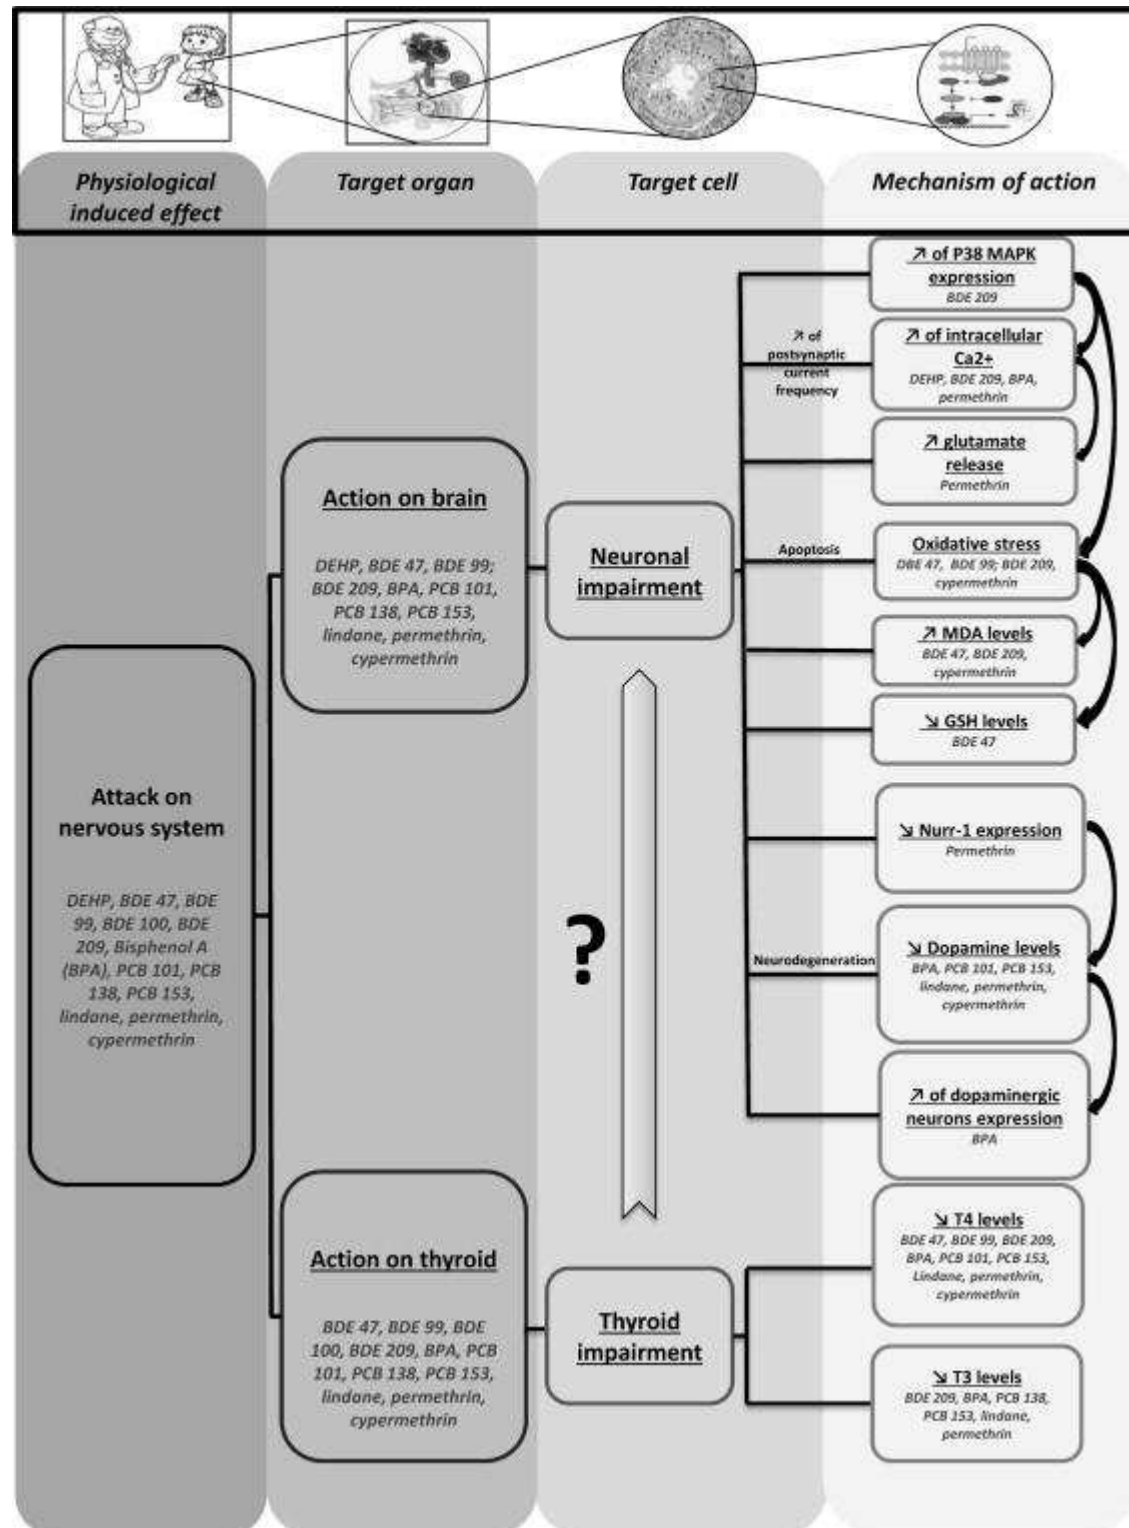 Physiological
induced effect
Target organ
Target cell
Mechanism of action
Attack on
nervous system
DEHP, BDE 47, BDE
99, BDE 100, BDE
209, Bisphenol A
(BPA), PCB 101, PCB
138, PCB 153,
lindane, permethrin,
cypermethrin
Action on brain
DEHP, BDE 47, BDE 99;
BDE 209, BPA, PCB 101,
PCB 138, PCB 153,
lindane, permethrin,
cypermethrin
Action on thyroid
BDE 47, BDE 99, BDE
100, BDE 209, BPA, PCB
101, PCB 138, PCB 153,
lindane, permethrin,
cypermethrin
Neuronal
impairment
?
Thyroid
impairment
↗ of
postsynaptic
current
frequency
Apoptosis
Neurodegeneration
↗ of P38 MAPK
expression
BDE 209
↗ of intracellular
Ca2+
DEHP, BDE 209, BPA,
permethrin
↗ glutamate
release
Permethrin
Oxidative stress
DBE 47, BDE 99; BDE 209,
cypermethrin
↗ MDA levels
BDE 47, BDE 209,
cypermethrin
↘ GSH levels
BDE 47
↘ Nurr-1 expression
Permethrin
↘ Dopamine levels
BPA, PCB 101, PCB 153,
lindane, permethrin,
cypermethrin
↗ of dopaminergic
neurons expression
BPA
↘ T4 levels
BDE 47, BDE 99, BDE 209,
BPA, PCB 101, PCB 153,
Lindane, permethrin,
cypermethrin
↘ T3 levels
BDE 209, BPA, PCB 138,
PCB 153, lindane,
permethrin